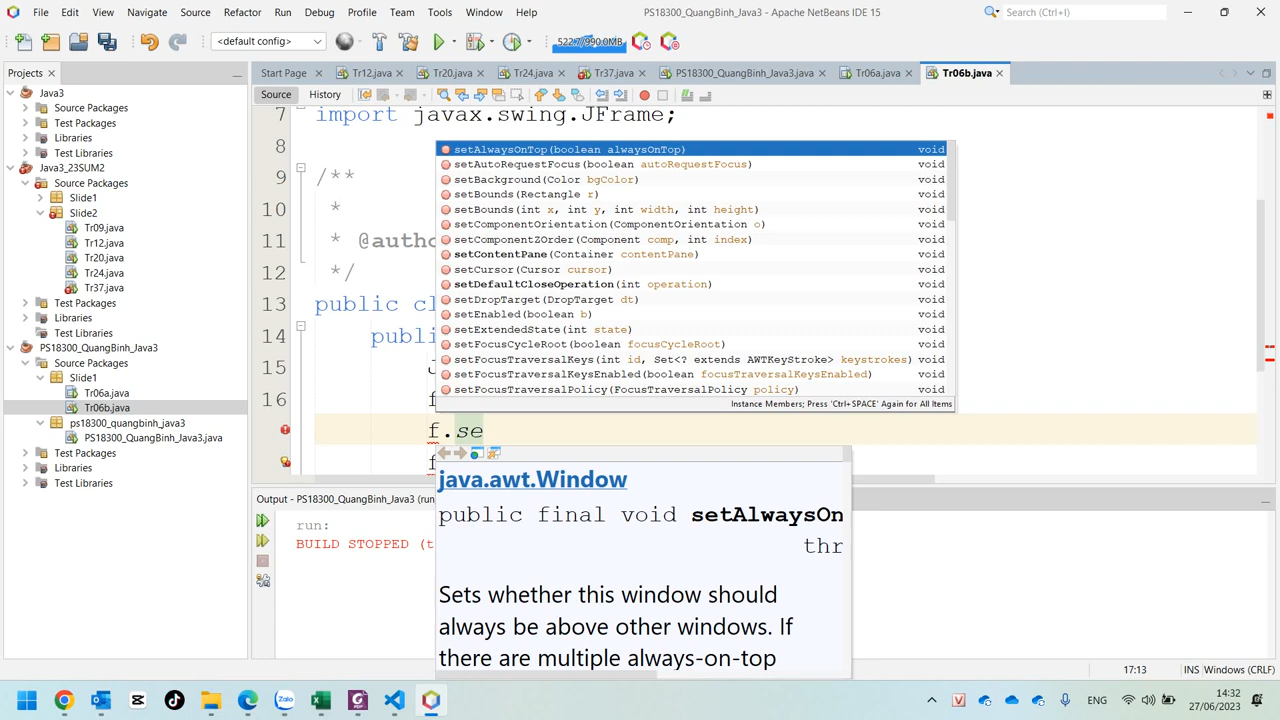 File Edit View Navigate Source Refactor Run Debug Profile Team Tools Window Help PS18300_QuangBinh_Java3 - Apache NetBeans IDE 15 Search (Ctrl+I)
<default config> 522.7/990.0MB
Projects Start Page Tr12.java Tr20.java Tr24.java Tr37.java PS18300_QuangBinh_Java3.java Tr06a.java Tr06b.java
Source History
Java3
Source Packages
Test Packages
Libraries
Test Libraries
Java3_23SUM2
Source Packages
Slide1
Slide2
Tr09.java
Tr12.java
Tr20.java
Tr24.java
Tr37.java
Test Packages
Libraries
Test Libraries
PS18300_QuangBinh_Java3
Source Packages
Slide1
Tr06a.java
Tr06b.java
ps18300_quangbinh_java3
PS18300_QuangBinh_Java3.java
Test Packages
Libraries
Test Libraries
7 import javax.swing.JFrame;
8
9 /**
10 *
11 * @autho
12 */
13 public cl
14 publi
15
16 f
f.se
setAlwaysOnTop(boolean alwaysOnTop) void
setAutoRequestFocus(boolean autoRequestFocus) void
setBackground(Color bgColor) void
setBounds(Rectangle r) void
setBounds(int x, int y, int width, int height) void
setComponentOrientation(ComponentOrientation o) void
setComponentZOrder(Component comp, int index) void
setContentPane(Container contentPane) void
setCursor(Cursor cursor) void
setDefaultCloseOperation(int operation) void
setDropTarget(DropTarget dt) void
setEnabled(boolean b) void
setExtendedState(int state) void
setFocusCycleRoot(boolean focusCycleRoot) void
setFocusTraversalKeys(int id, Set<? extends AWTKeyStroke> keystrokes) void
setFocusTraversalKeysEnabled(boolean focusTraversalKeysEnabled) void
setFocusTraversalPolicy(FocusTraversalPolicy policy) void
Instance Members; Press 'Ctrl+SPACE' Again for All Items
java.awt.Window
public final void setAlwaysOn
thr
Sets whether this window should
always be above other windows. If
there are multiple always-on-top
Output - PS18300_QuangBinh_Java3 (run
run:
BUILD STOPPED (t
17:13 INS Windows (CRLF)
Zalo ENG 14:32
27/06/2023